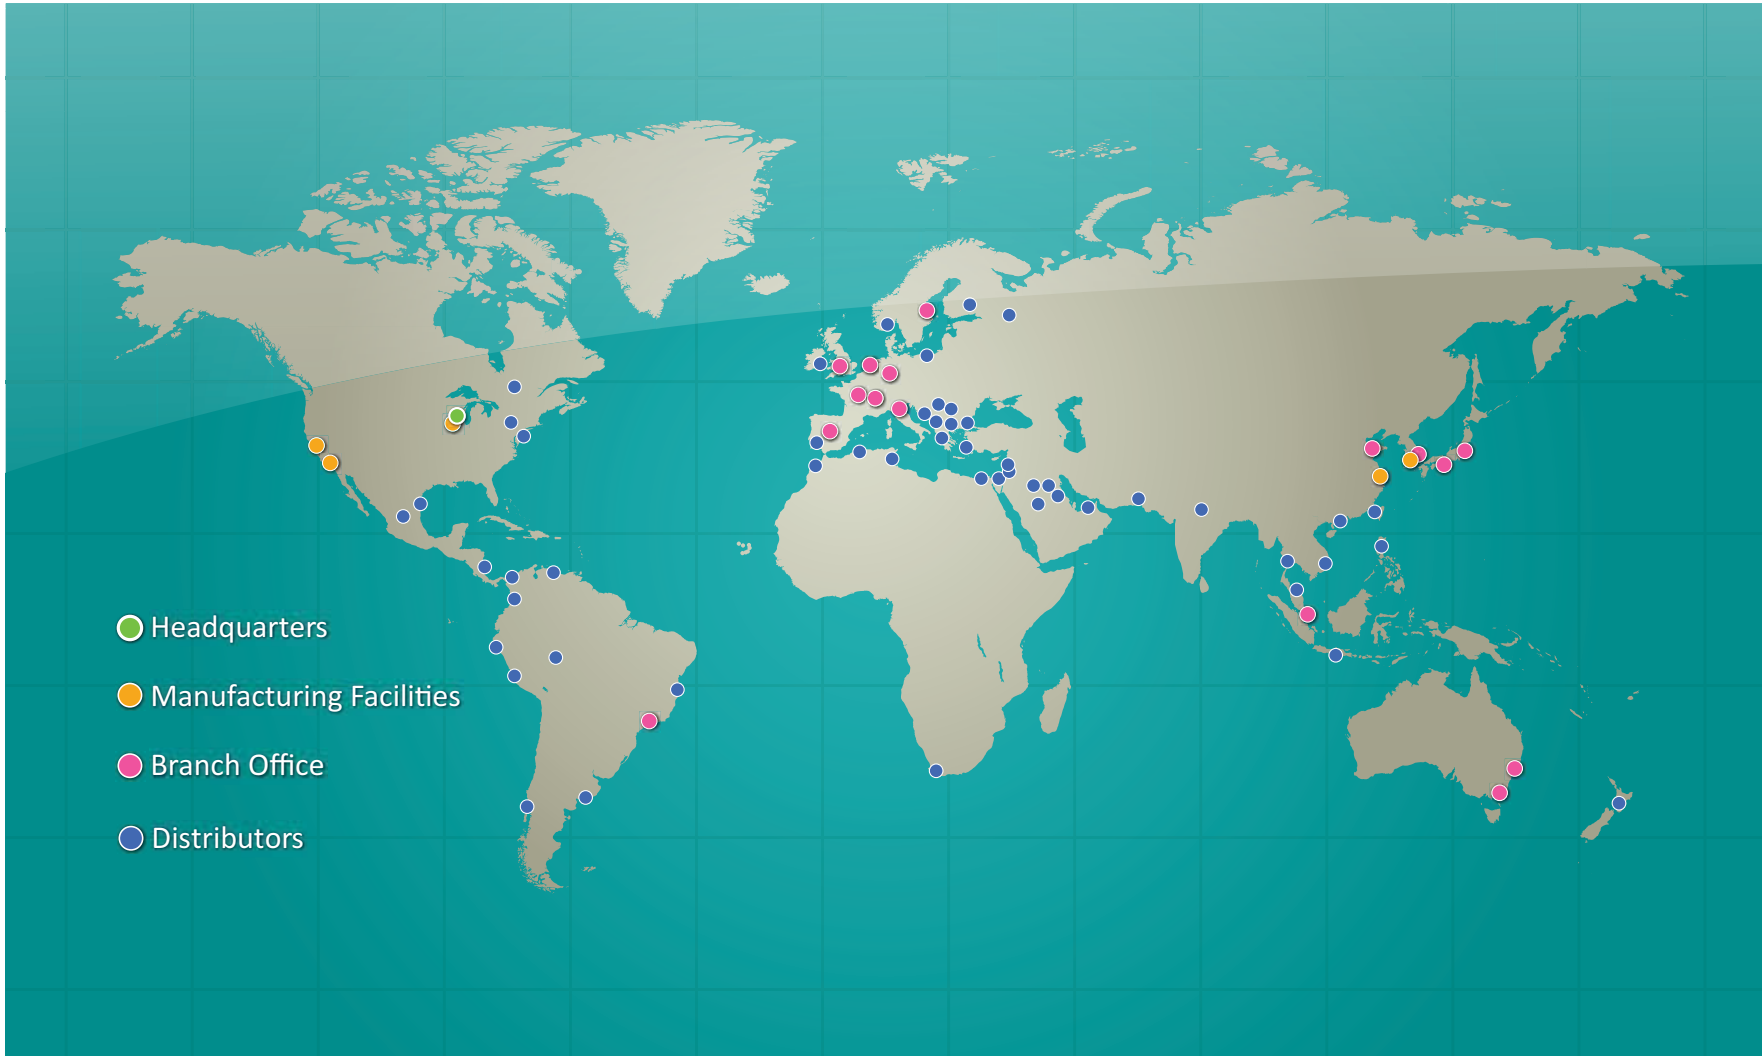 Headquarters
Manufacturing Facilities
Branch Office
Distributors